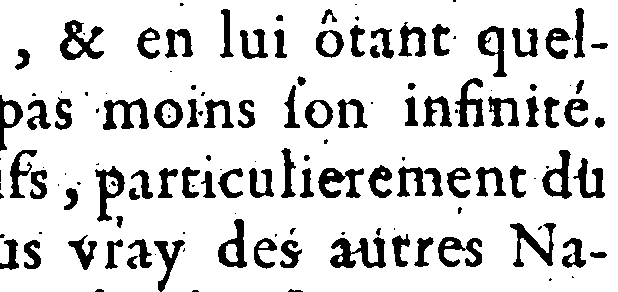 , & en lui ôtant quel-
pas moins ſon infinité.
ifs, particulierement du
us vray des autres Na-